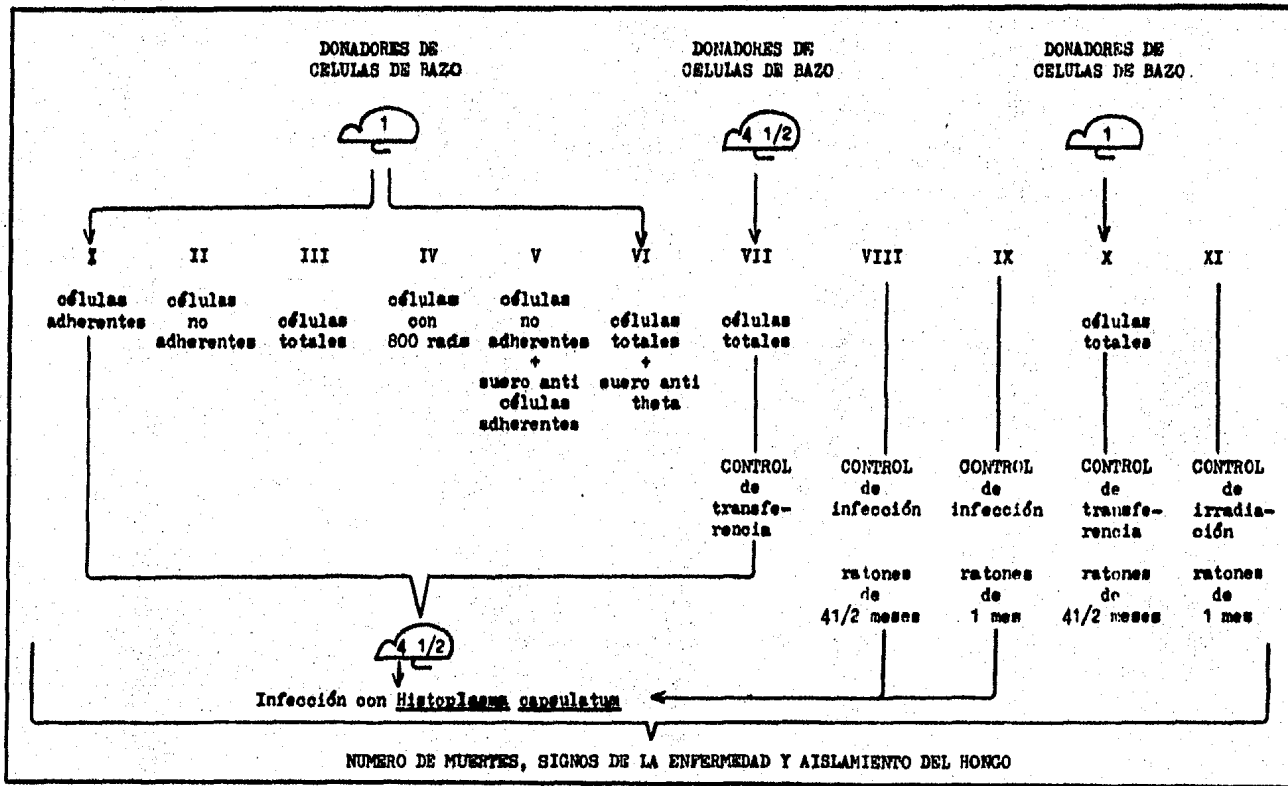 DONADORES DE
CELULAS DE BAZO
DONADORES DE
CELULAS DE BAZO
DONADORES DE
CELULAS DE BAZO
1
4 1/2
1
I
II
III
IV
V
VI
VII
VIII
IX
X
XI
células
adherentes
células
no
adherentes
células
totales
células
con
800 rads
células
no
adherentes
+
suero anti
células
adherentes
células
totales
+
suero anti
theta
células
totales
células
totales
CONTROL
de
transfe-
rencia
CONTROL
de
infección
CONTROL
de
infección
CONTROL
de
transfe-
rencia
CONTROL
de
irradia-
ción
ratones
de
41/2 meses
ratones
de
1 mes
ratones
de
41/2 meses
ratones
de
1 mes
4 1/2
Infección con Histoplasma capsulatum
NUMERO DE MUERTES, SIGNOS DE LA ENFERMEDAD Y AISLAMIENTO DEL HONGO